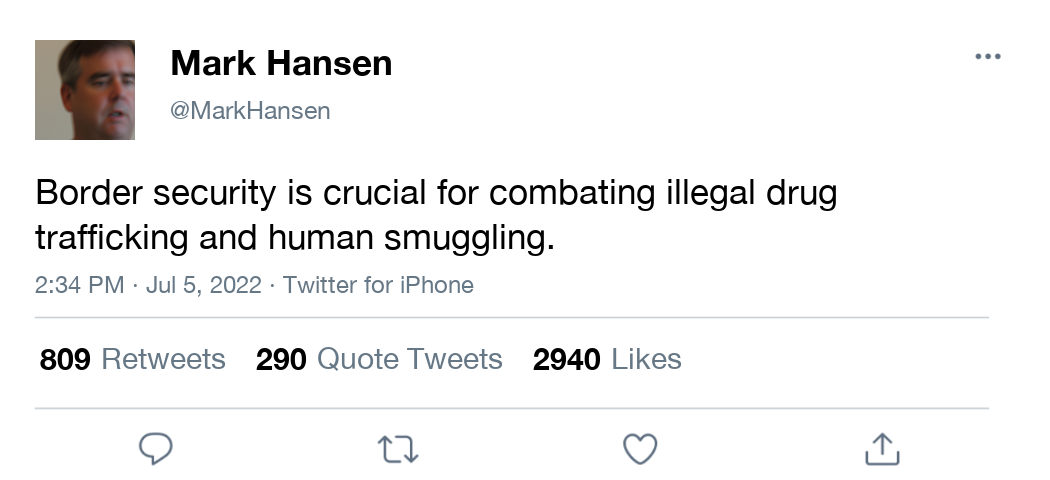 Mark Hansen
@MarkHansen
Border security is crucial for combating illegal drug
trafficking and human smuggling.
2:34 PM · Jul 5, 2022 · Twitter for iPhone
809 Retweets 290 Quote Tweets 2940 Likes